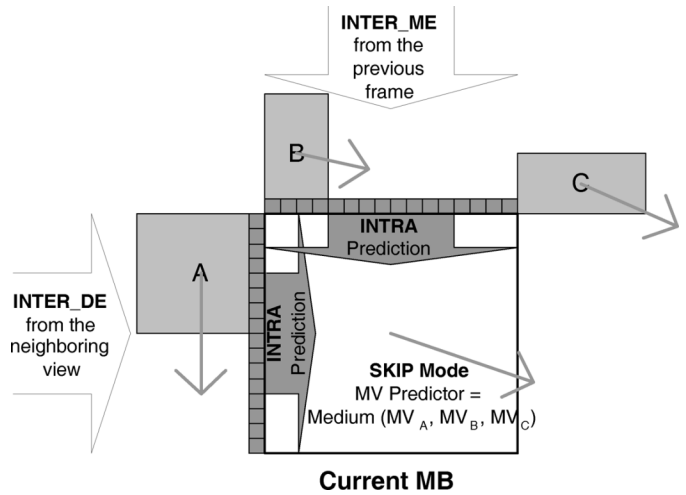 INTER_ME
from the
previous
frame
B
C
INTRA
Prediction
A
INTER_DE
from the
neighboring
view
INTRA
Prediction
SKIP Mode
MV Predictor =
Medium (MV A, MV B, MV C)
Current MB